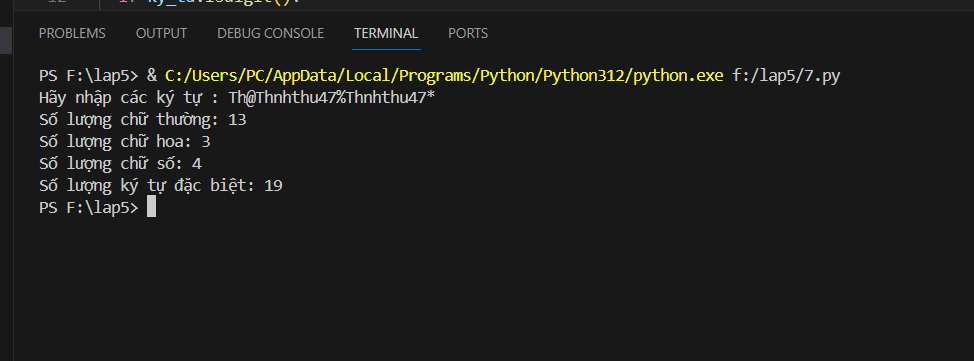 12 if ky_tu.isdigit():
PROBLEMS OUTPUT DEBUG CONSOLE TERMINAL PORTS
PS F:\lap5> & C:/Users/PC/AppData/Local/Programs/Python/Python312/python.exe f:/lap5/7.py
Hãy nhập các ký tự : Th@Thnhthu47%Thnhthu47*
Số lượng chữ thường: 13
Số lượng chữ hoa: 3
Số lượng chữ số: 4
Số lượng ký tự đặc biệt: 19
PS F:\lap5>